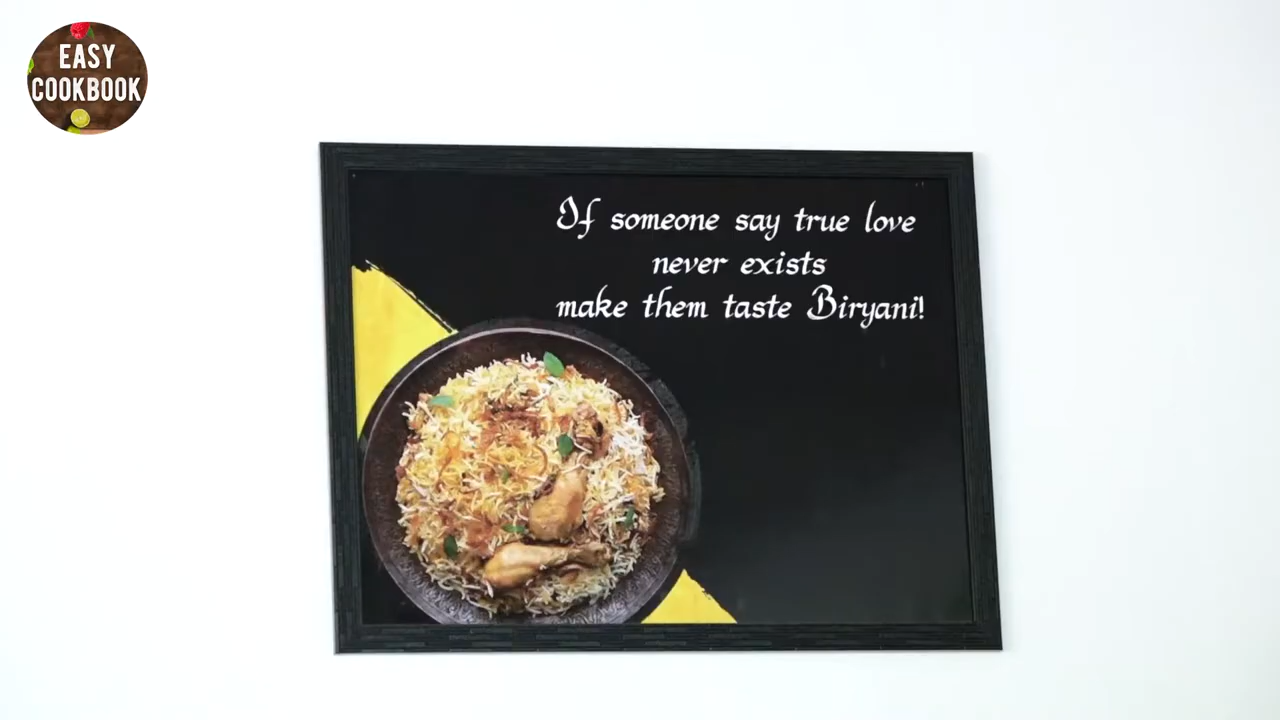 EASY
COOKBOOK
If someone say true love
never exists
make them taste Biryani!